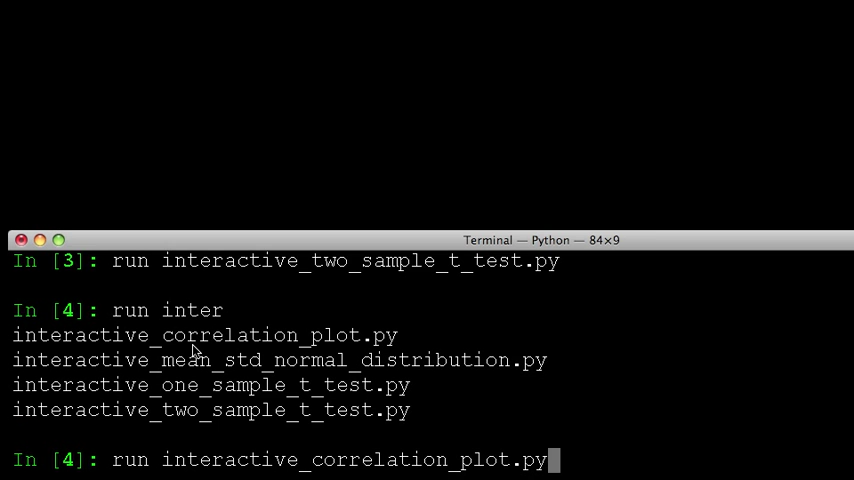 Terminal — Python — 84×9
In [3]: run interactive_two_sample_t_test.py
In [4]: run inter
interactive_correlation_plot.py
interactive_mean_std_normal_distribution.py
interactive_one_sample_t_test.py
interactive_two_sample_t_test.py
In [4]: run interactive_correlation_plot.py